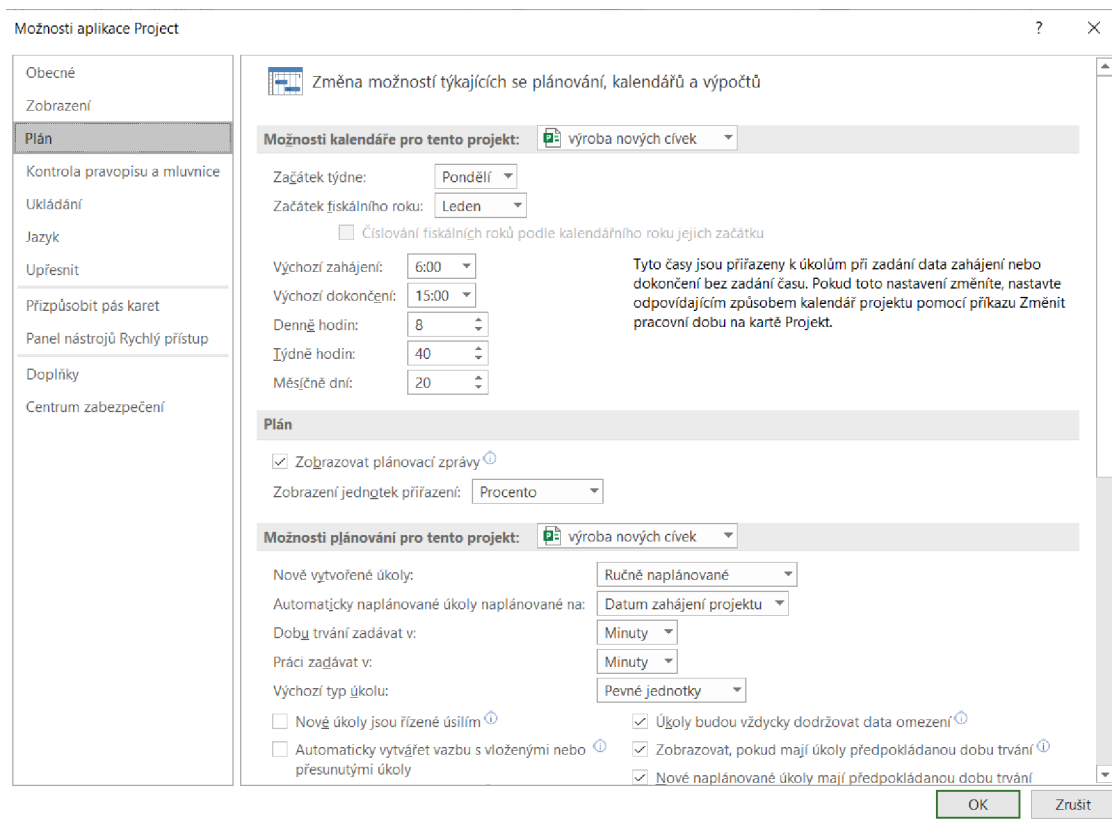 Možnosti aplikace Project
?
Obecné
Zobrazení
Plán
Kontrola pravopisu a mluvnice
Ukládání
Jazyk
Upřesnit
Přizpůsobit pás karet
Panel nástrojů Rychlý přístup
Doplňky
Centrum zabezpečení
Změna možností týkajících se plánování, kalendářů a výpočtů
Možnosti kalendáře pro tento projekt: výroba nových cívek
Začátek týdne: Pondělí
Začátek fiskálního roku: Leden
Číslování fiskálních roků podle kalendářního roku jejich začátku
Výchozí zahájení: 6:00
Výchozí dokončení: 15:00
Denně hodin: 8
Týdně hodin: 40
Měsíčně dní: 20
Tyto časy jsou přiřazeny k úkolům při zadání data zahájení nebo
dokončení bez zadání času. Pokud toto nastavení změníte, nastavte
odpovídajícím způsobem kalendář projektu pomocí příkazu Změnit
pracovní dobu na kartě Projekt.
Plán
Zobrazovat plánovací zprávy
Zobrazení jednotek přiřazení: Procento
Možnosti plánování pro tento projekt: výroba nových cívek
Nově vytvořené úkoly: Ručně naplánované
Automaticky naplánované úkoly naplánované na: Datum zahájení projektu
Dobu trvání zadávat v: Minuty
Práci zadávat v: Minuty
Výchozí typ úkolu: Pevné jednotky
Nové úkoly jsou řízené úsilím
Automaticky vytvářet vazbu s vloženými nebo
přesunutými úkoly
Úkoly budou vždycky dodržovat data omezení
Zobrazovat, pokud mají úkoly předpokládanou dobu trvání
Nové naplánované úkoly mají předpokládanou dobu trvání
OK
Zrušit